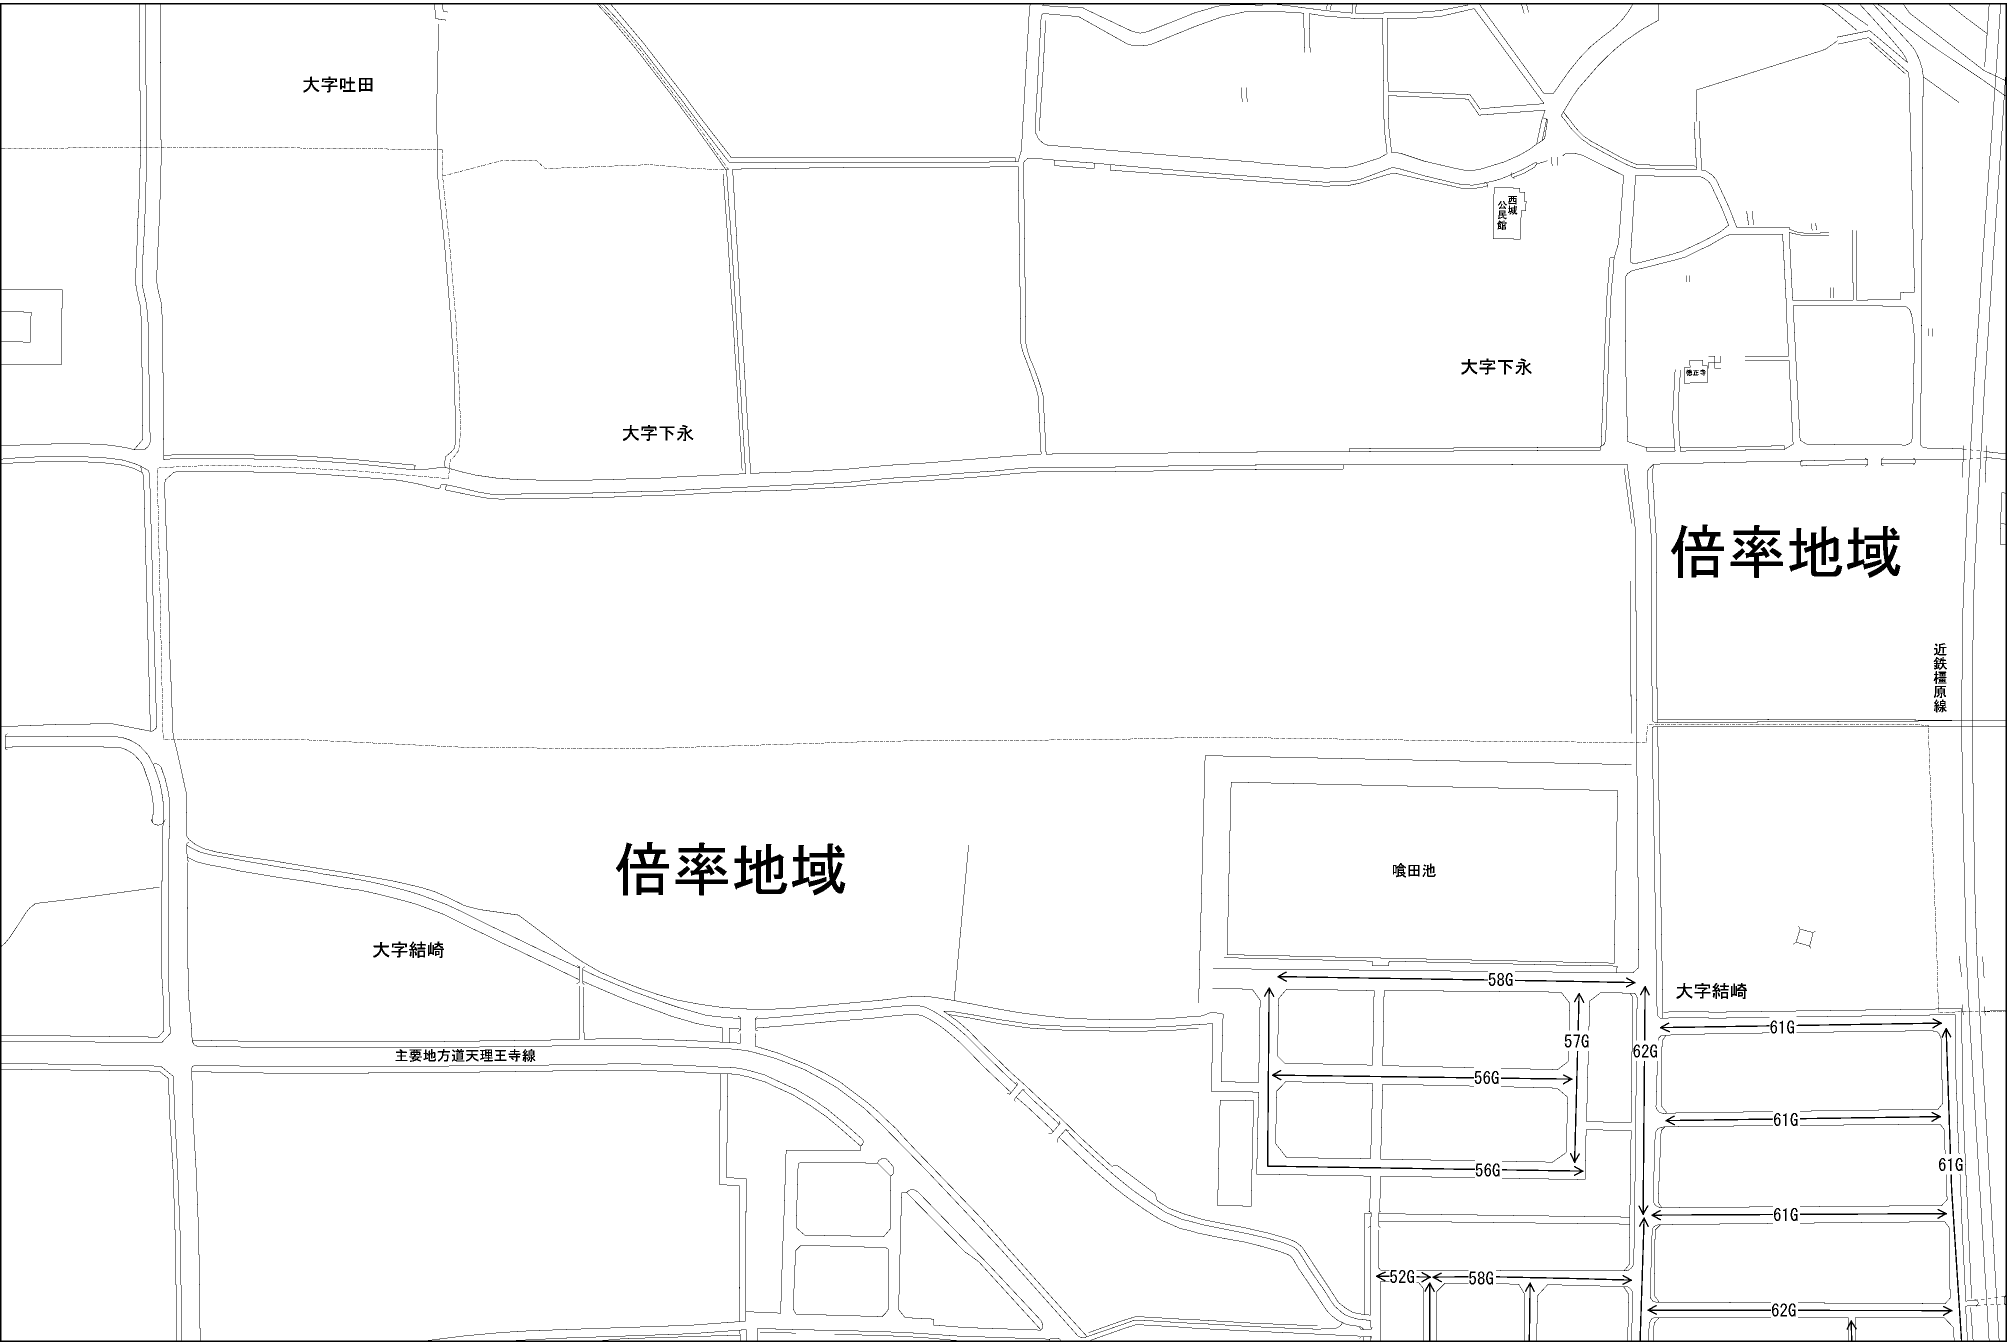 大字吐田
西城
公民館
大字下永
徳正寺
大字下永
倍率地域
近鉄橿原線
倍率地域
喰田池
大字結崎
58G
大字結崎
61G
57G
62G
主要地方道天理王寺線
56G
61G
56G
61G
61G
52G
58G
62G